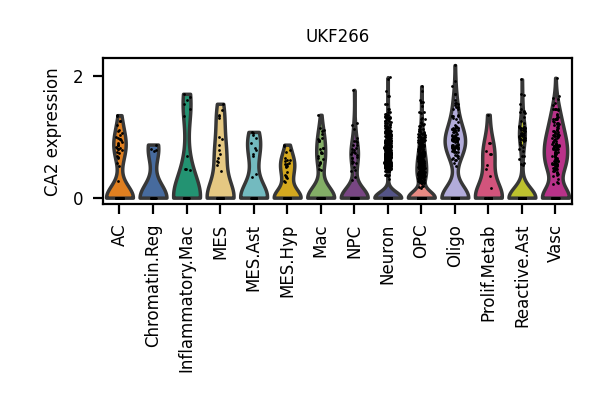 UKF266
CA2 expression
2
0
AC
Chromatin.Reg
Inflammatory.Mac
MES
MES.Ast
MES.Hyp
Mac
NPC
Neuron
OPC
Oligo
Prolif.Metab
Reactive.Ast
Vasc